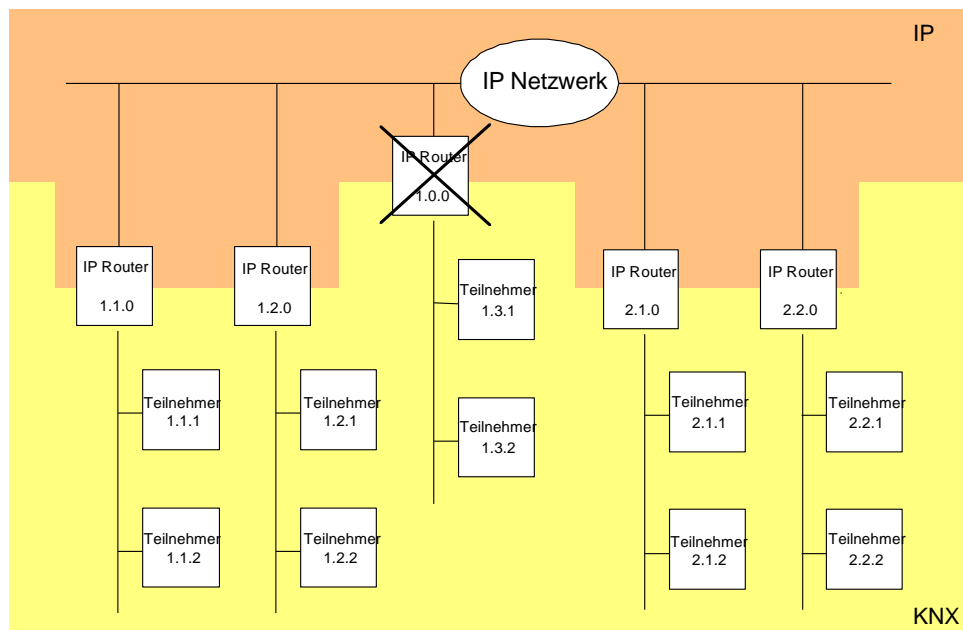 IP
IP Netzwerk
IP Router
1.0.0
IP Router
1.1.0
IP Router
1.2.0
IP Router
2.1.0
IP Router
2.2.0
Teilnehmer
1.3.1
Teilnehmer
1.3.2
Teilnehmer
1.1.1
Teilnehmer
1.2.1
Teilnehmer
2.1.1
Teilnehmer
2.2.1
Teilnehmer
1.1.2
Teilnehmer
1.2.2
Teilnehmer
2.1.2
Teilnehmer
2.2.2
KNX